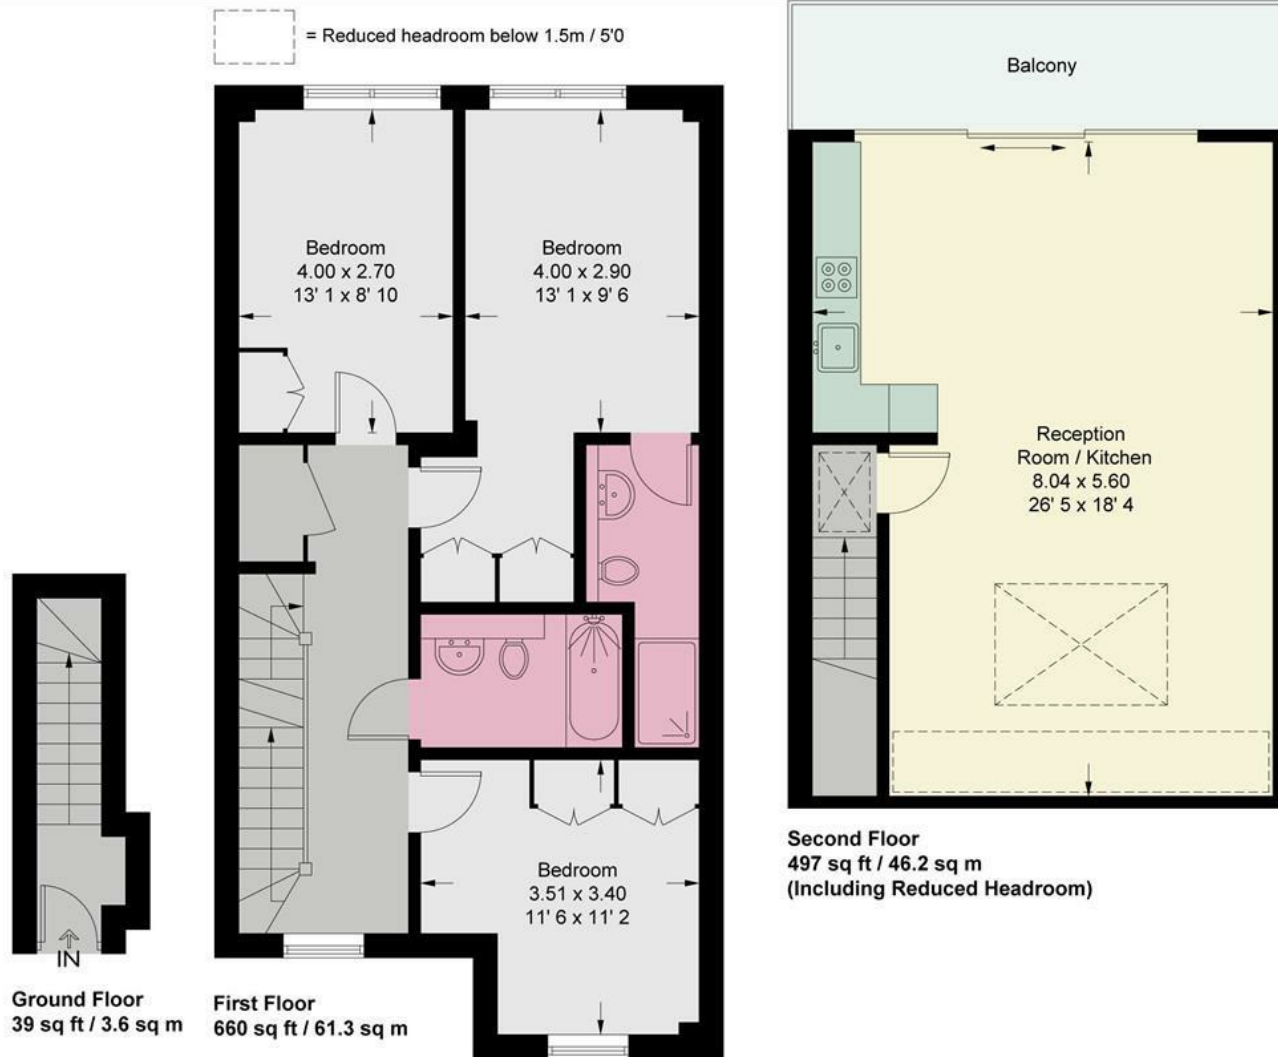 = Reduced headroom below 1.5m / 5'0
Balcony
Bedroom
4.00 x 2.70
13' 1 x 8' 10
Bedroom
4.00 x 2.90
13' 1 x 9' 6
Reception
Room / Kitchen
8.04 x 5.60
26' 5 x 18' 4
Bedroom
3.51 x 3.40
11' 6 x 11' 2
IN
Ground Floor
39 sq ft / 3.6 sq m
First Floor
660 sq ft / 61.3 sq m
Second Floor
497 sq ft / 46.2 sq m
(Including Reduced Headroom)